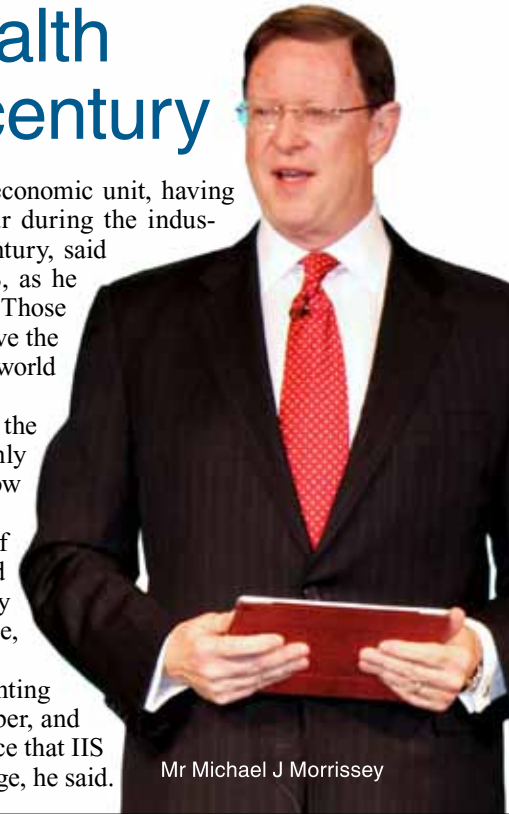 alth
century
economic unit, having
r during the indus-
ntury, said
, as he
Those
ve the
world
the
nly
ow
f
d
y
e,
nting
ber, and
ce that IIS
ge, he said.
Mr Michael J Morrissey